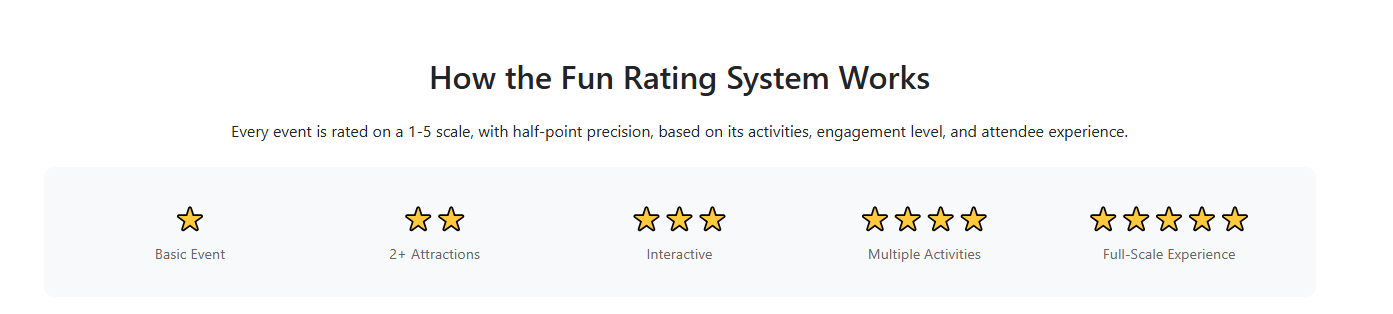 How the Fun Rating System Works
Every event is rated on a 1-5 scale, with half-point precision, based on its activities, engagement level, and attendee experience.
Basic Event
2+ Attractions
Interactive
Multiple Activities
Full-Scale Experience